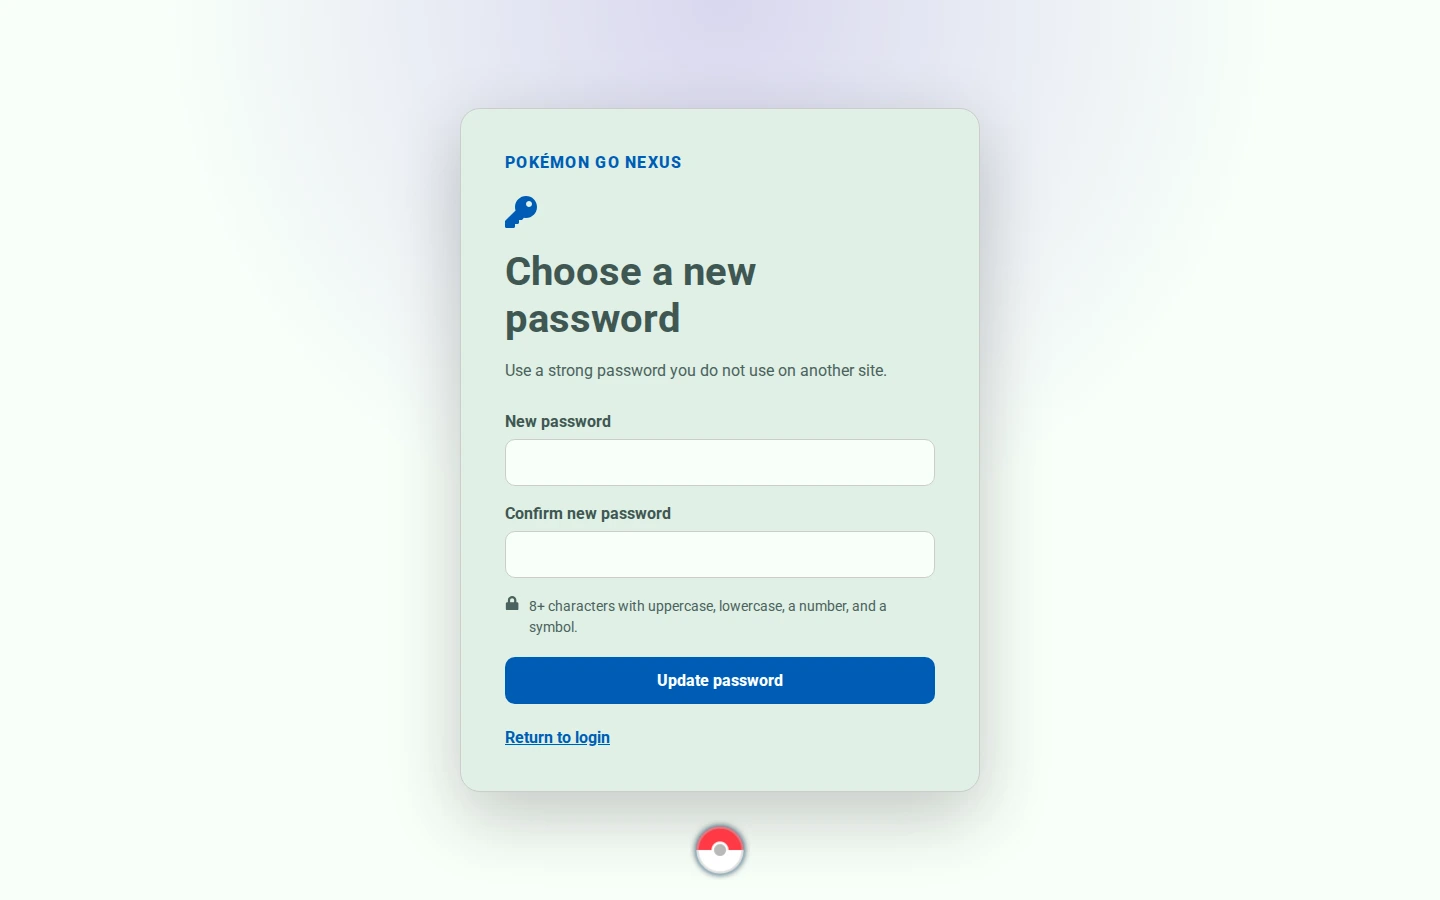 POKÉMON GO NEXUS
Choose a new
password
Use a strong password you do not use on another site.
New password
Confirm new password
8+ characters with uppercase, lowercase, a number, and a
symbol.
Update password
Return to login